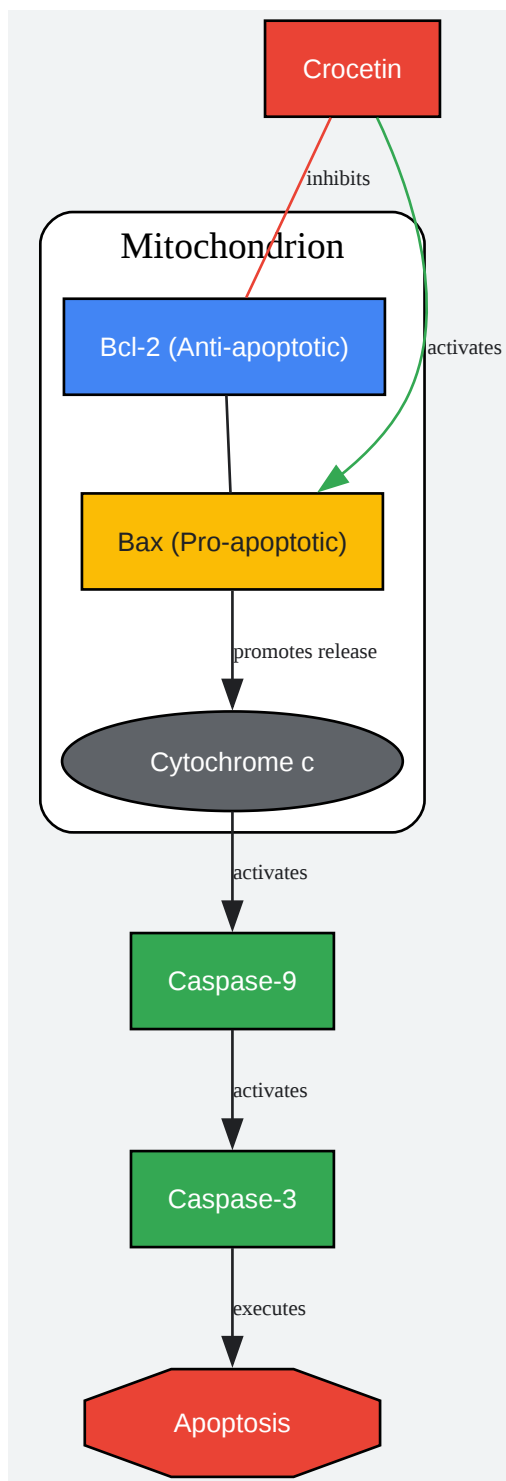 Crocetin
inhibits
Mitochondrion
Bcl-2 (Anti-apoptotic)
activates
Bax (Pro-apoptotic)
promotes release
Cytochrome c
activates
Caspase-9
activates
Caspase-3
executes
Apoptosis